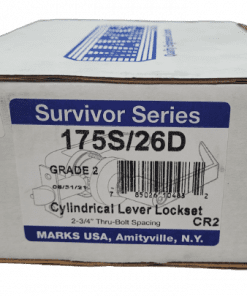 Survivor Series
175S/26D
GRADE 2
Cylindrical Lever Lockset
2-3/4" Thru-Bolt Spacing
CR2
MARKS USA, Amityville, N.Y.